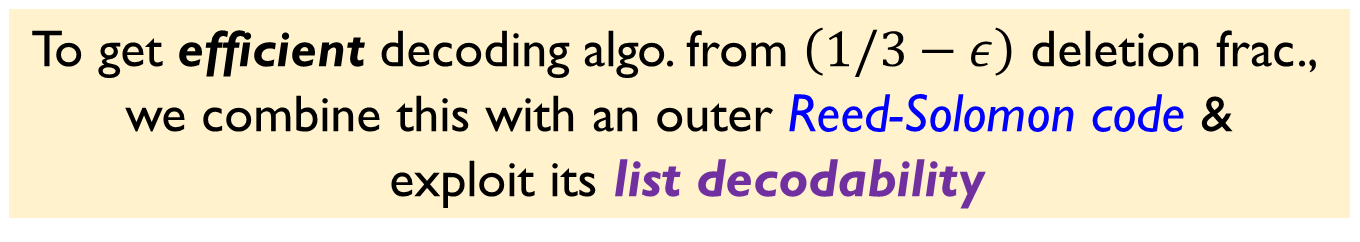 To get efficient decoding algo. from (1/3 − ϵ) deletion frac.,
we combine this with an outer Reed-Solomon code &
exploit its list decodability